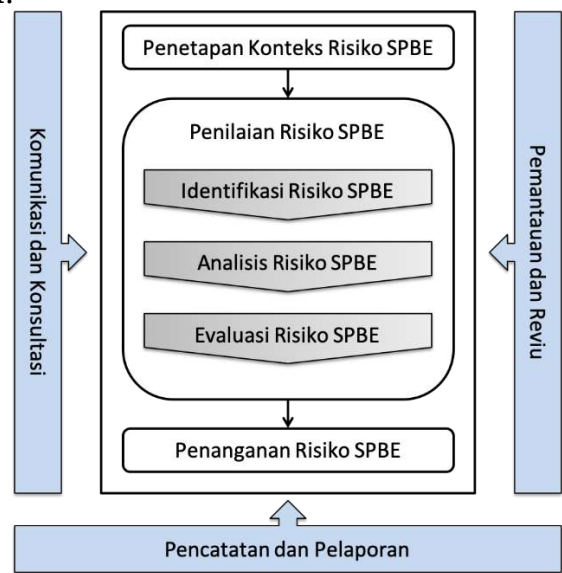 Penetapan Konteks Risiko SPBE
Penilaian Risiko SPBE
Identifikasi Risiko SPBE
Analisis Risiko SPBE
Evaluasi Risiko SPBE
Penanganan Risiko SPBE
Komunikasi dan Konsultasi
Pemantauan dan Reviu
Pencatatan dan Pelaporan